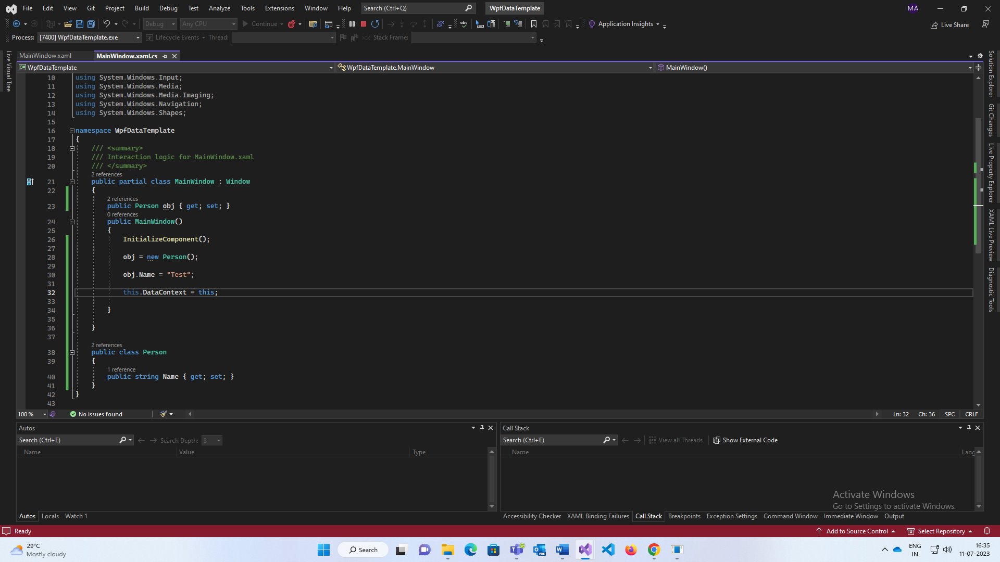 File Edit View Git Project Build Debug Test Analyze Tools Extensions Window Help Search (Ctrl+Q) WpfDataTemplate MA
Debug Any CPU Continue Application Insights Live Share
Process: [7400] WpfDataTemplate.exe Lifecycle Events Thread: Stack Frame:
MainWindow.xaml MainWindow.xaml.cs
WpfDataTemplate WpfDataTemplate.MainWindow MainWindow()
Live Visual Tree
10 using System.Windows.Input;
11 using System.Windows.Media;
12 using System.Windows.Media.Imaging;
13 using System.Windows.Navigation;
14 using System.Windows.Shapes;
15
16 namespace WpfDataTemplate
17 {
18 /// <summary>
19 /// Interaction logic for MainWindow.xaml
20 /// </summary>
2 references
21 public partial class MainWindow : Window
22 {
2 references
23 public Person obj { get; set; }
0 references
24 public MainWindow()
25 {
26 InitializeComponent();
27
28 obj = new Person();
29
30 obj.Name = "Test";
31
32 this.DataContext = this;
33
34 }
35
36 }
37
2 references
38 public class Person
39 {
1 reference
40 public string Name { get; set; }
41 }
42 }
43
Solution Explorer
Git Changes
Live Property Explorer
XAML Live Preview
Diagnostic Tools
100 % No issues found Ln: 32 Ch: 36 SPC CRLF
Autos
Search (Ctrl+E) Search Depth: 3
Name Value Type
Autos Locals Watch 1
Call Stack
Search (Ctrl+E) View all Threads Show External Code
Name Lang
Activate Windows
Go to Settings to activate Windows.
Accessibility Checker XAML Binding Failures Call Stack Breakpoints Exception Settings Command Window Immediate Window Output
Ready Add to Source Control Select Repository
29°C
Mostly cloudy
Search
ENG
IN
16:35
11-07-2023